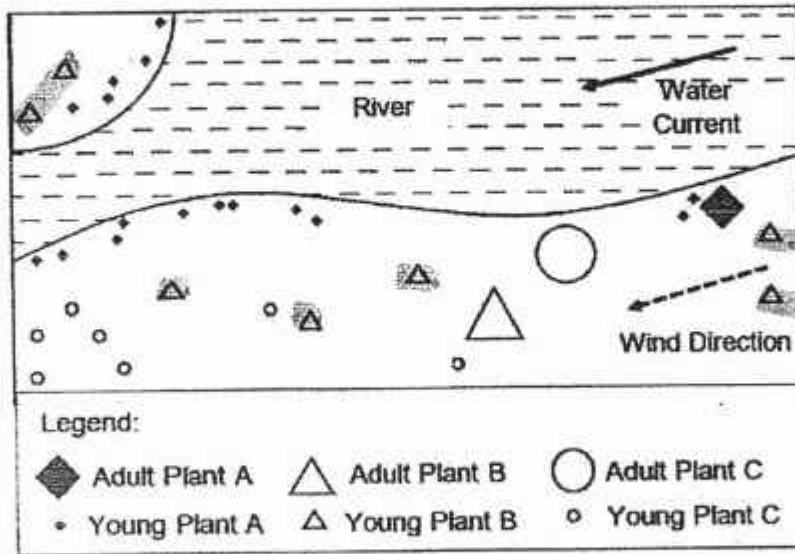 River
Water
Current
B
B
B
B
B
B
B
Wind Direction
Legend:
Adult Plant A
Adult Plant B
Adult Plant C
Young Plant A
Young Plant B
Young Plant C